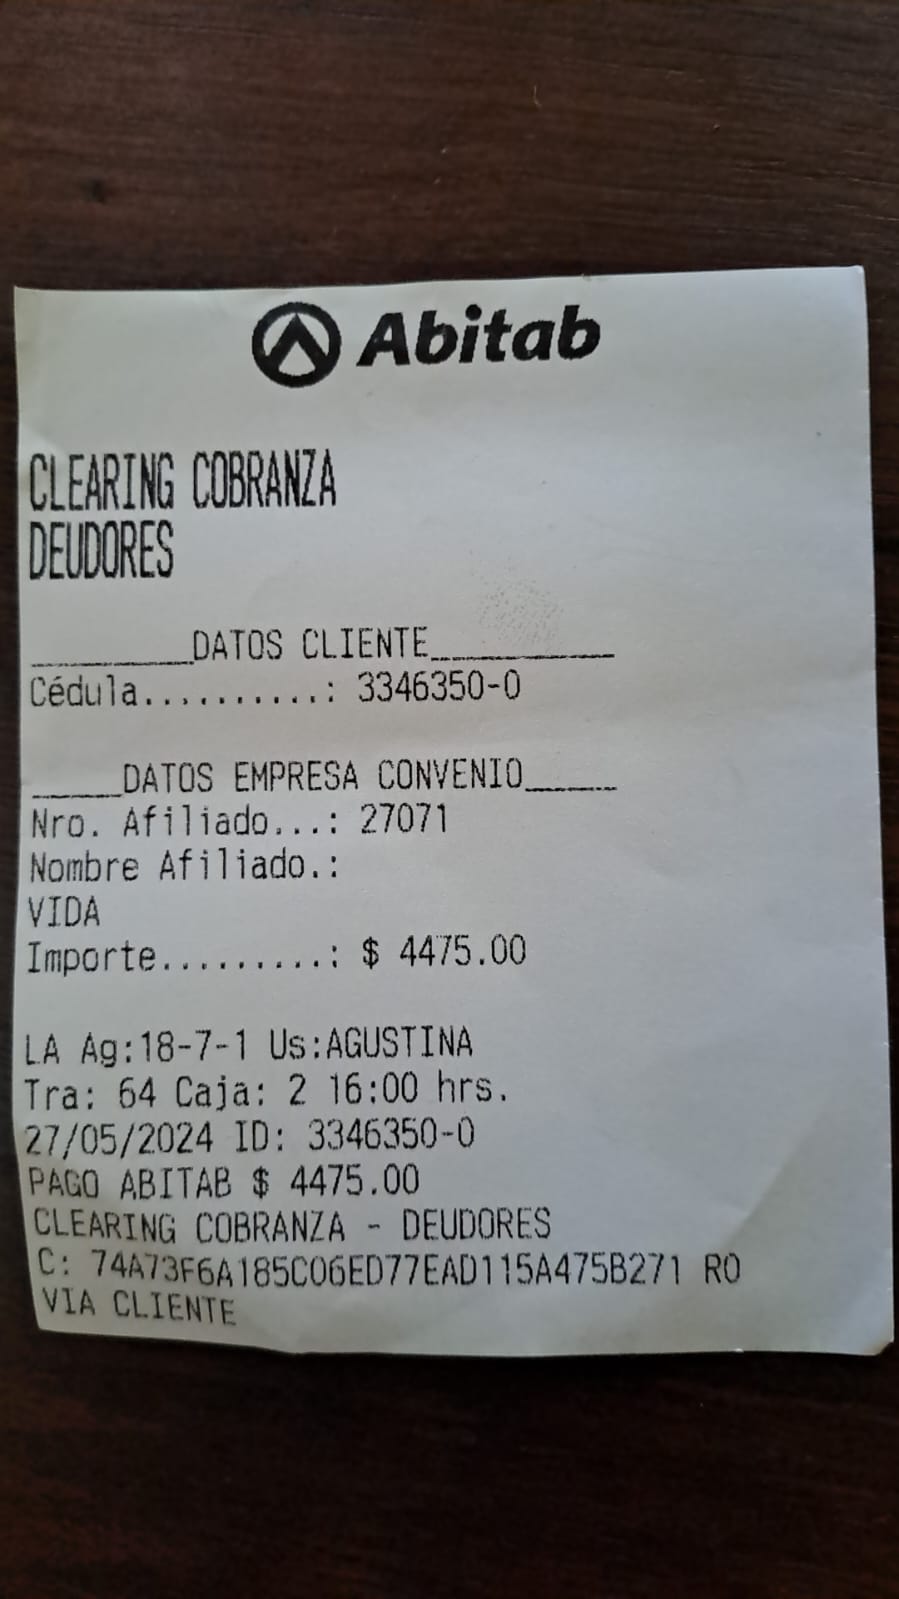 Abitab
CLEARING COBRANZA
DEUDORES
_________DATOS CLIENTE__________
Cédula..........: 3346350-0
_____DATOS EMPRESA CONVENIO_____
Nro. Afiliado...: 27071
Nombre Afiliado.:
VIDA
Importe.........: $ 4475.00
LA Ag:18-7-1 Us:AGUSTINA
Tra: 64 Caja: 2 16:00 hrs.
27/05/2024 ID: 3346350-0
PAGO ABITAB $ 4475.00
CLEARING COBRANZA - DEUDORES
C: 74A73F6A185C06ED77EAD115A475B271 RO
VIA CLIENTE